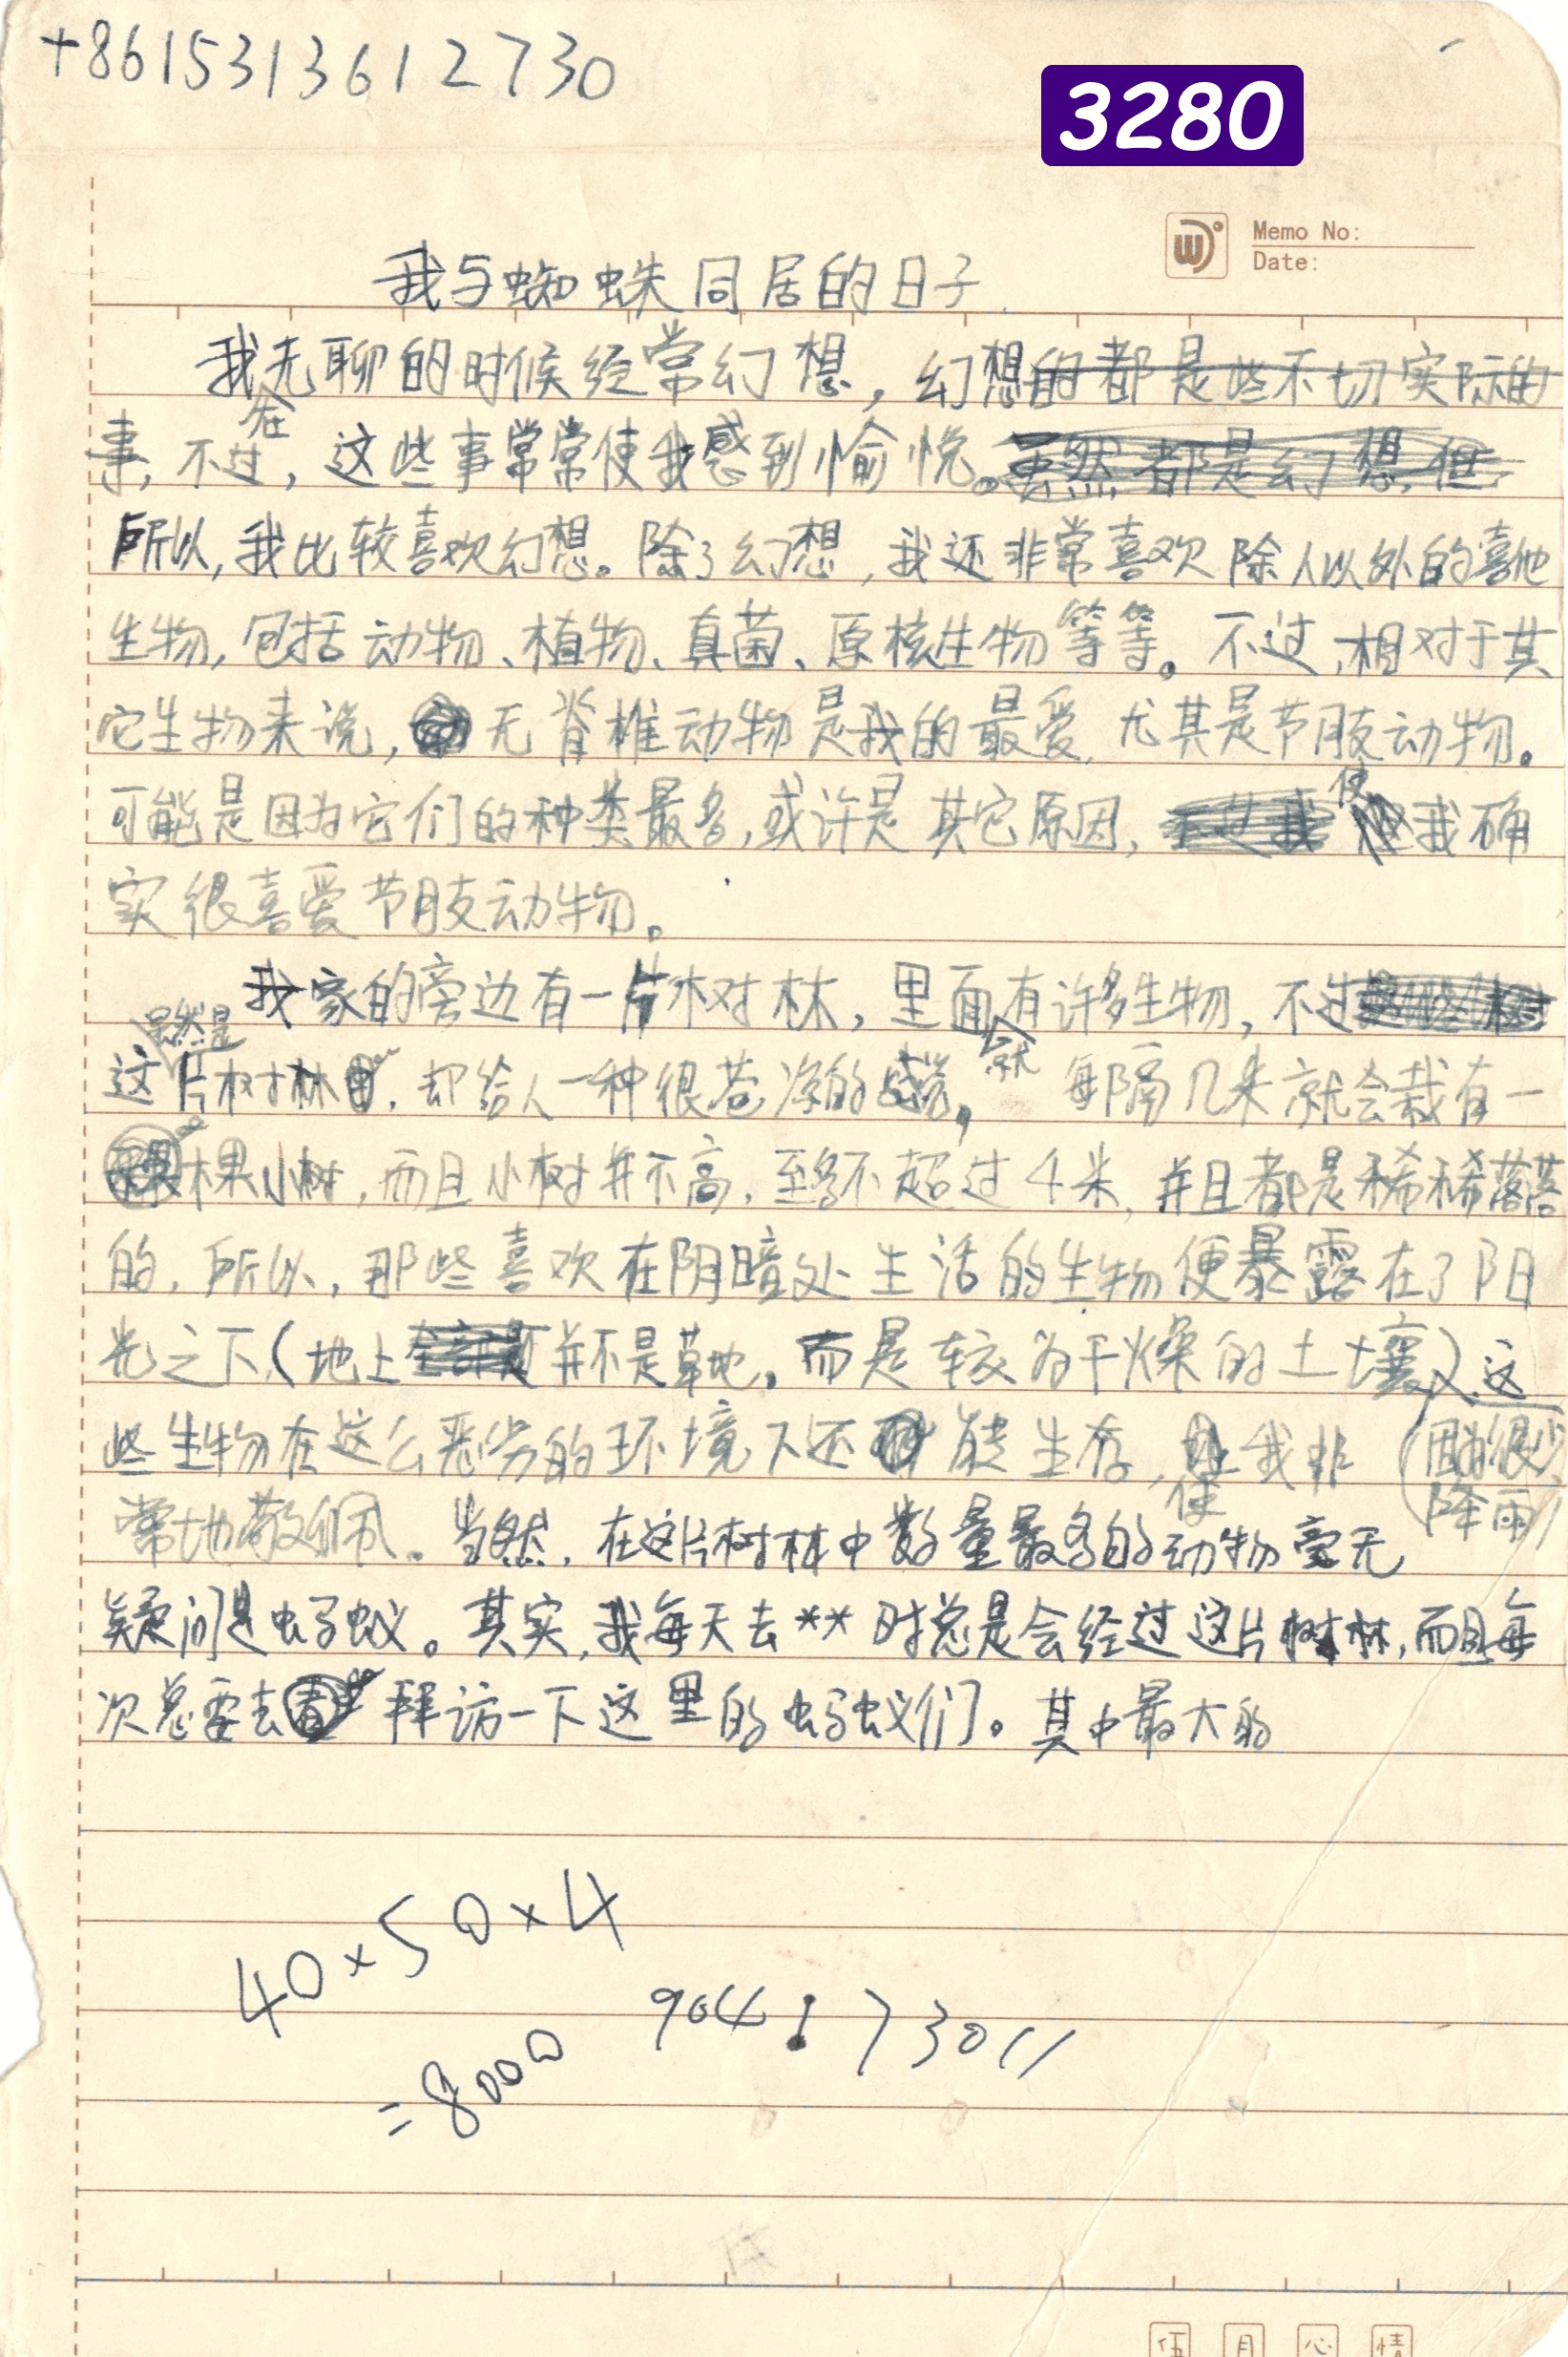 +8615313612730
3280
Memo No:
Date:
我与蜘蛛同居的日子
我无聊的时候经常幻想，幻想的都是些不切实际的
事，不过，这些事常常使我感到愉悦。虽然都是幻想，但
所以，我比较喜欢幻想。除了幻想，我还非常喜欢除人以外的其他
生物，包括动物、植物、真菌、原核生物等等。不过，相对于其
它生物来说，无脊椎动物是我的最爱，尤其是节肢动物。
使
可能是因为它们的种类最多，或许是其它原因，我确
实很喜爱节肢动物。
我家的旁边有一片树林，里面有许多生物，不过
虽然是
这片树林，却给人一种很苍凉的感觉，每隔几米就会栽有一
棵小树，而且小树并不高，至多不超过4米，并且都是稀稀落落
的，所以，那些喜欢在阴暗处生活的生物便暴露在了阳
光之下（地上并不是草地，而是较为干燥的土壤），这
些生物在这么恶劣的环境下还能生存，我非（因为很少
使
降雨）
常地敬佩。当然，在这片树林中数量最多的动物毫无
疑问是蚂蚁。其实，我每天去**时总是会经过这片树林，而且每
次总要去拜访一下这里的蚂蚁们。其中最大的
40×50×4
=8000
904
73011
伍月心情